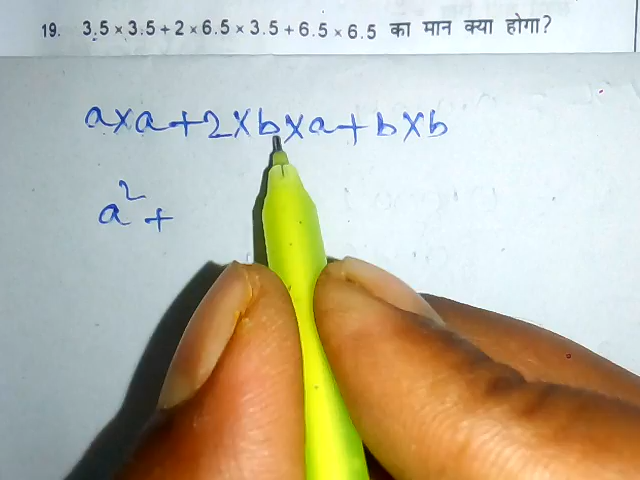 19. 3.5 × 3.5 + 2 × 6.5 × 3.5 + 6.5 × 6.5 का मान क्या होगा?
a×a+2×b×a+b×b
a²+